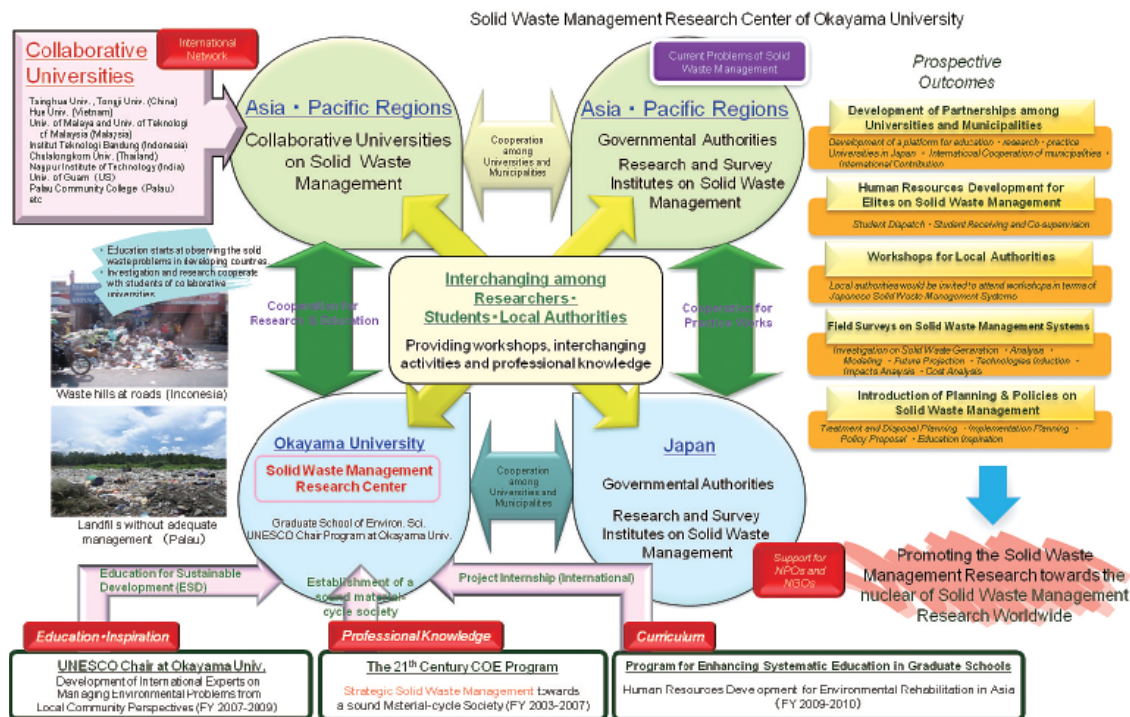 Solid Waste Management Research Center of Okayama University
Collaborative
Universities
International
Network
Tsinghua Univ., Tongji Univ. (China)
Hue Univ. (Vietnam)
Univ. of Malaya and Univ. of Teknologi
of Malaysia (Malaysia)
Institut Teknologi Bandung (Indonesia)
Chulalongkorn Univ. (Thailand)
Nagpur Institute of Technology (India)
Univ. of Guam (US)
Palau Community College (Palau)
etc
Asia・Pacific Regions
Collaborative Universities
on Solid Waste
Management
Cooperation
among
Universities and
Municipalities
Current Problems of Solid
Waste Management
Asia・Pacific Regions
Governmental Authorities
Research and Survey
Institutes on Solid Waste
Management
Prospective
Outcomes
Development of Partnerships among
Universities and Municipalities
Development of a platform for education・research・practice
Universities in Japan・International Cooperation of municipalities・
International Contribution
Human Resources Development for
Elites on Solid Waste Management
Student Dispatch・Student Receiving and Co-supervision
Workshops for Local Authorities
Local authorities would be invited to attend workshops in terms of
Japanese Solid Waste Management Systems
Field Surveys on Solid Waste Management Systems
Investigation on Solid Waste Generation・Analysis・
Modeling・Future Projection・Technologies Induction・
Impacts Analysis・Cost Analysis
Introduction of Planning & Policies on
Solid Waste Management
Treatment and Disposal Planning・Implementation Planning・
Policy Proposal・Education Inspiration
• Education starts at observing the solid
waste problems in developing countries.
• Investigation and research cooperate
with students of collaborative
universities.
Waste hills at roads (Inconesia)
Landfills without adequate
management (Palau)
Cooperation for
Research & Education
Interchanging among
Researchers・
Students・Local Authorities
Providing workshops, interchanging
activities and professional knowledge
Cooperation for
Practice Works
Okayama University
Solid Waste Management
Research Center
Graduate School of Environ. Sci.
UNESCO Chair Program at Okayama Univ.
Cooperation
among
Universities and
Municipalities
Japan
Governmental Authorities
Research and Survey
Institutes on Solid Waste
Management
Support for
NPOs and
NGOs
Promoting the Solid Waste
Management Research towards the
nuclear of Solid Waste Management
Research Worldwide
Education for Sustainable
Development (ESD)
Establishment of a
sound material-
cycle society
Project Internship (International)
Education・Inspiration
UNESCO Chair at Okayama Univ.
Development of International Experts on
Managing Environmental Problems from
Local Community Perspectives (FY 2007-2009)
Professional Knowledge
The 21th Century COE Program
Strategic Solid Waste Management towards
a sound Material-cycle Society (FY 2003-2007)
Curriculum
Program for Enhancing Systematic Education in Graduate Schools
Human Resources Development for Environmental Rehabilitation in Asia
(FY 2009-2010)